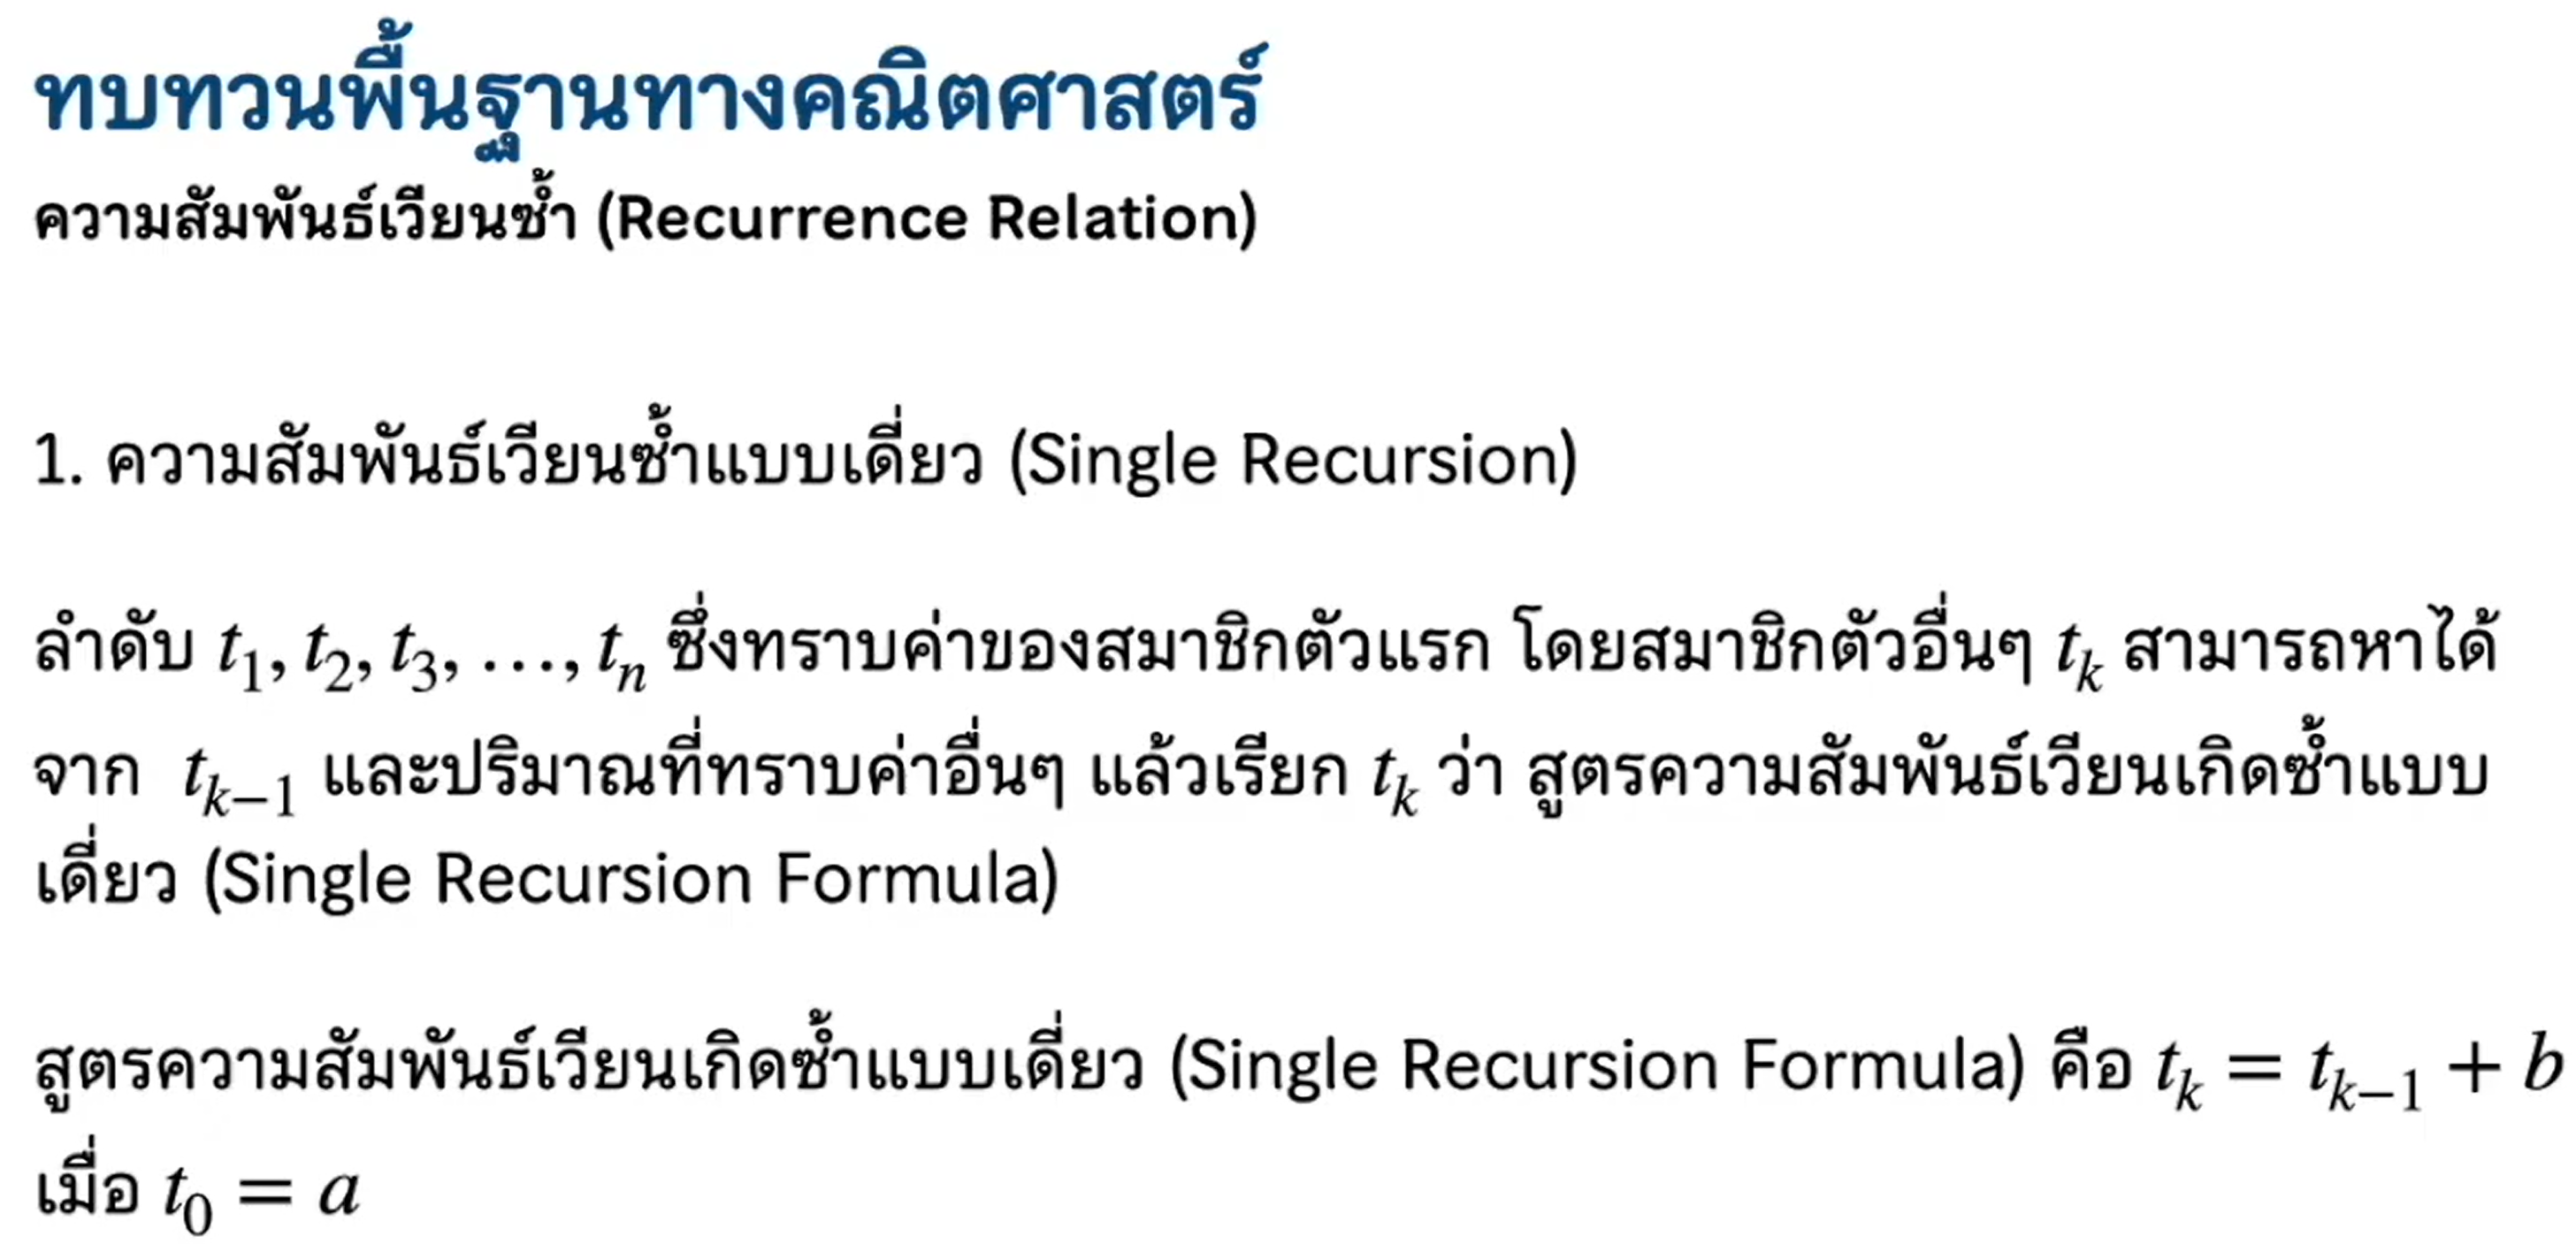 ทบทวนพื้นฐานทางคณิตศาสตร์
ความสัมพันธ์เวียนซ้ำ (Recurrence Relation)
1. ความสัมพันธ์เวียนซ้ำแบบเดี่ยว (Single Recursion)
ลำดับ $t_1, t_2, t_3, \ldots, t_n$ ซึ่งทราบค่าของสมาชิกตัวแรก โดยสมาชิกตัวอื่นๆ $t_k$ สามารถหาได้
จาก $t_{k-1}$ และปริมาณที่ทราบค่าอื่นๆ แล้วเรียก $t_k$ ว่า สูตรความสัมพันธ์เวียนเกิดซ้ำแบบ
เดี่ยว (Single Recursion Formula)
สูตรความสัมพันธ์เวียนเกิดซ้ำแบบเดี่ยว (Single Recursion Formula) คือ $t_k = t_{k-1} + b$
เมื่อ $t_0 = a$